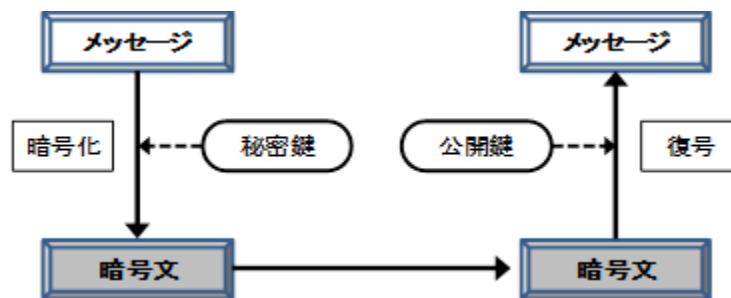 メッセージ
メッセージ
暗号化
秘密鍵
公開鍵
復号
暗号文
暗号文